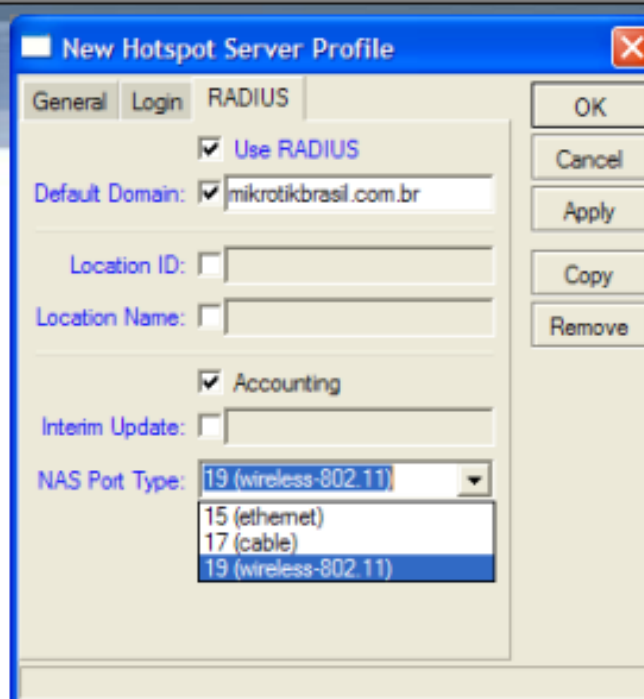 New Hotspot Server Profile
General Login RADIUS
Use RADIUS
Default Domain: mikrotikbrasil.com.br
Location ID:
Location Name:
Accounting
Interim Update:
NAS Port Type: 19 (wireless-802.11)
15 (ethernet)
17 (cable)
19 (wireless-802.11)
OK
Cancel
Apply
Copy
Remove